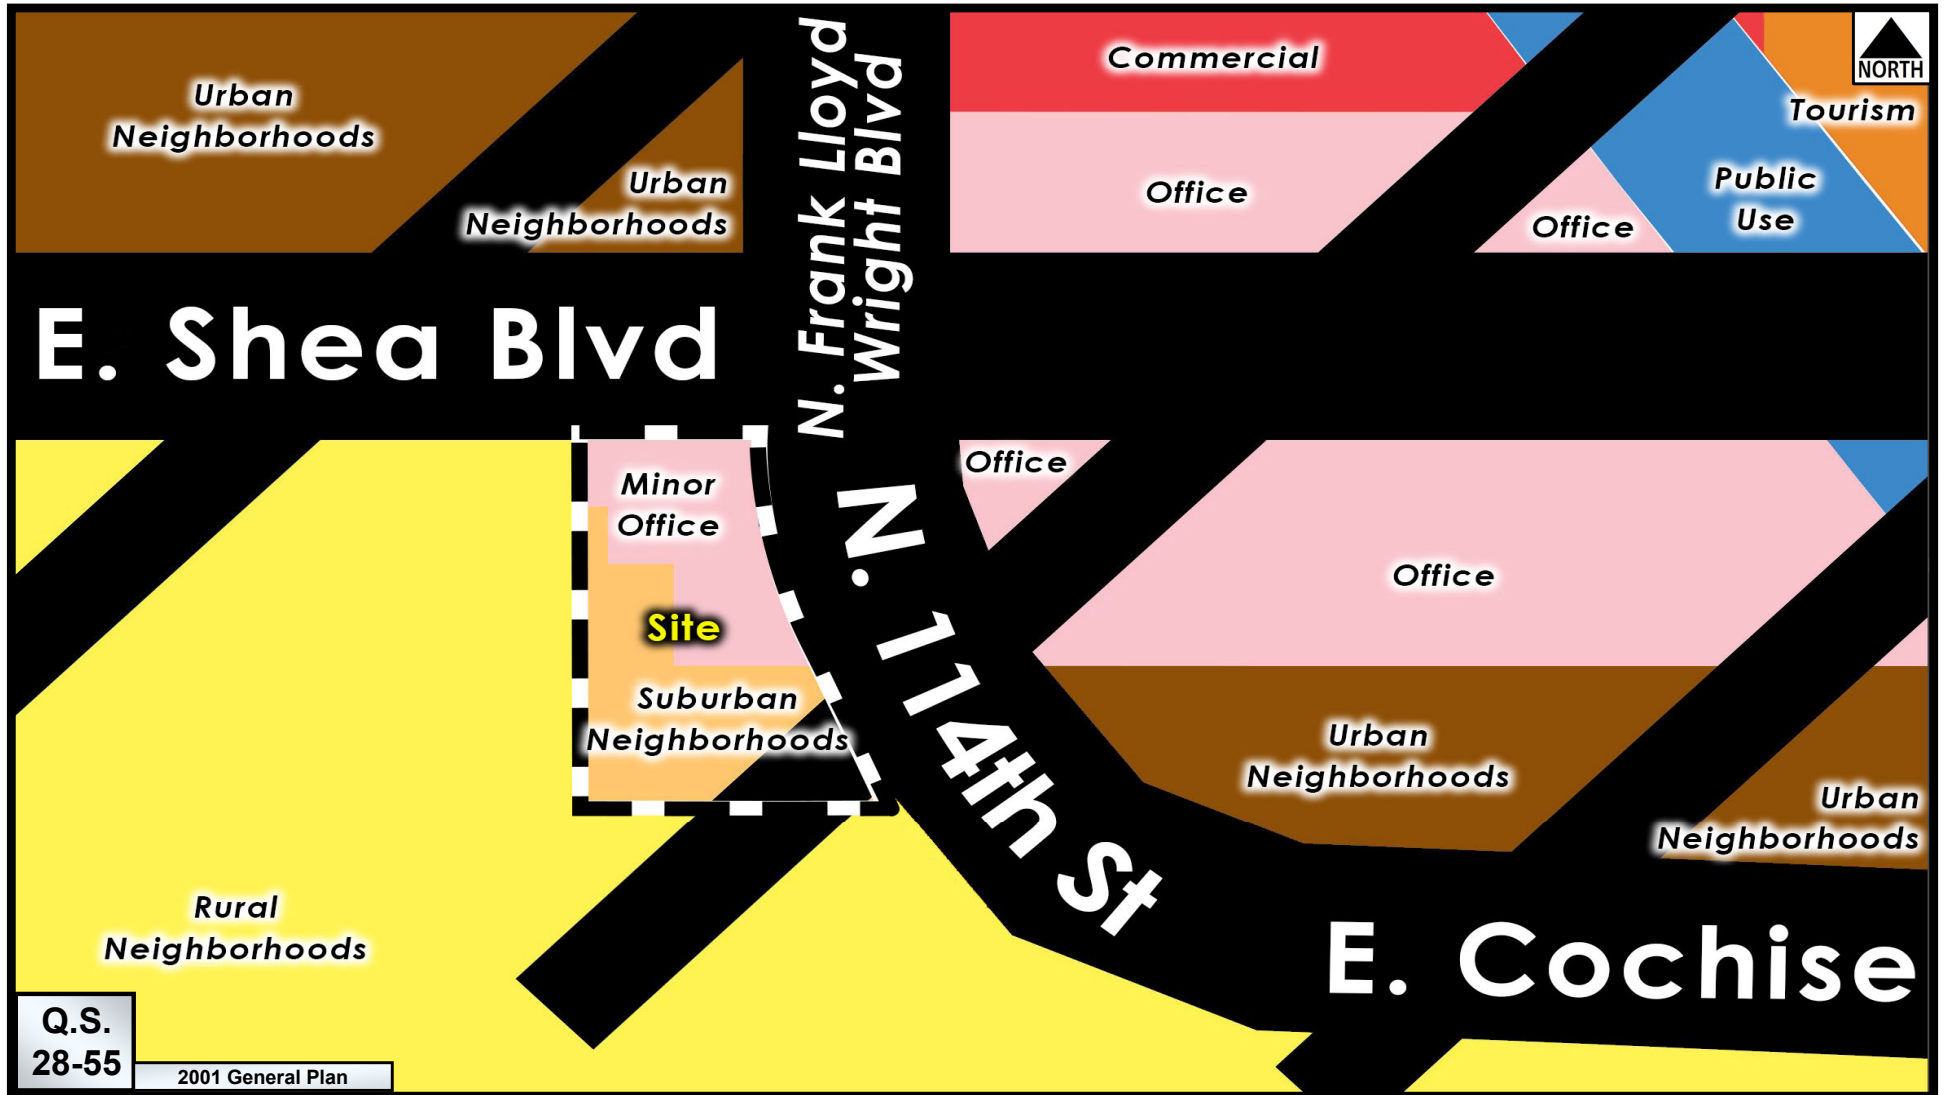 Urban
Neighborhoods
Urban
Neighborhoods
N. Frank Lloyd
Wright Blvd
Commercial
Office
Office
Public
Use
Tourism
NORTH
E. Shea Blvd
Minor
Office
Site
Suburban
Neighborhoods
N. 114th St
Office
Office
Urban
Neighborhoods
Urban
Neighborhoods
Rural
Neighborhoods
E. Cochise
Q.S.
28-55
2001 General Plan